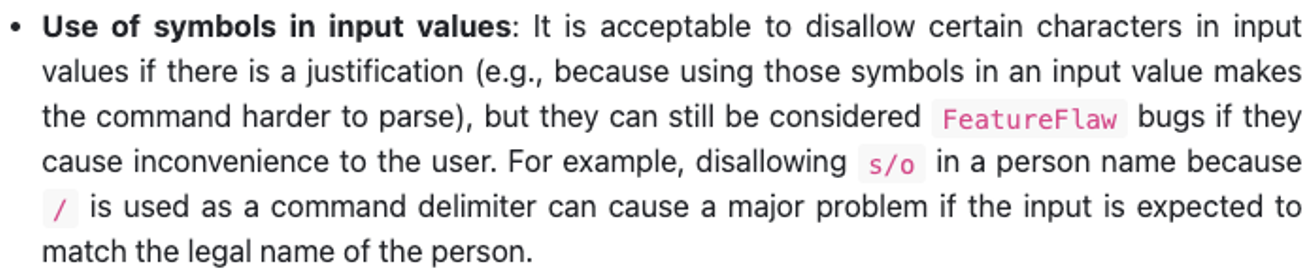 • Use of symbols in input values: It is acceptable to disallow certain characters in input
values if there is a justification (e.g., because using those symbols in an input value makes
the command harder to parse), but they can still be considered FeatureFlaw bugs if they
cause inconvenience to the user. For example, disallowing s/o in a person name because
/ is used as a command delimiter can cause a major problem if the input is expected to
match the legal name of the person.